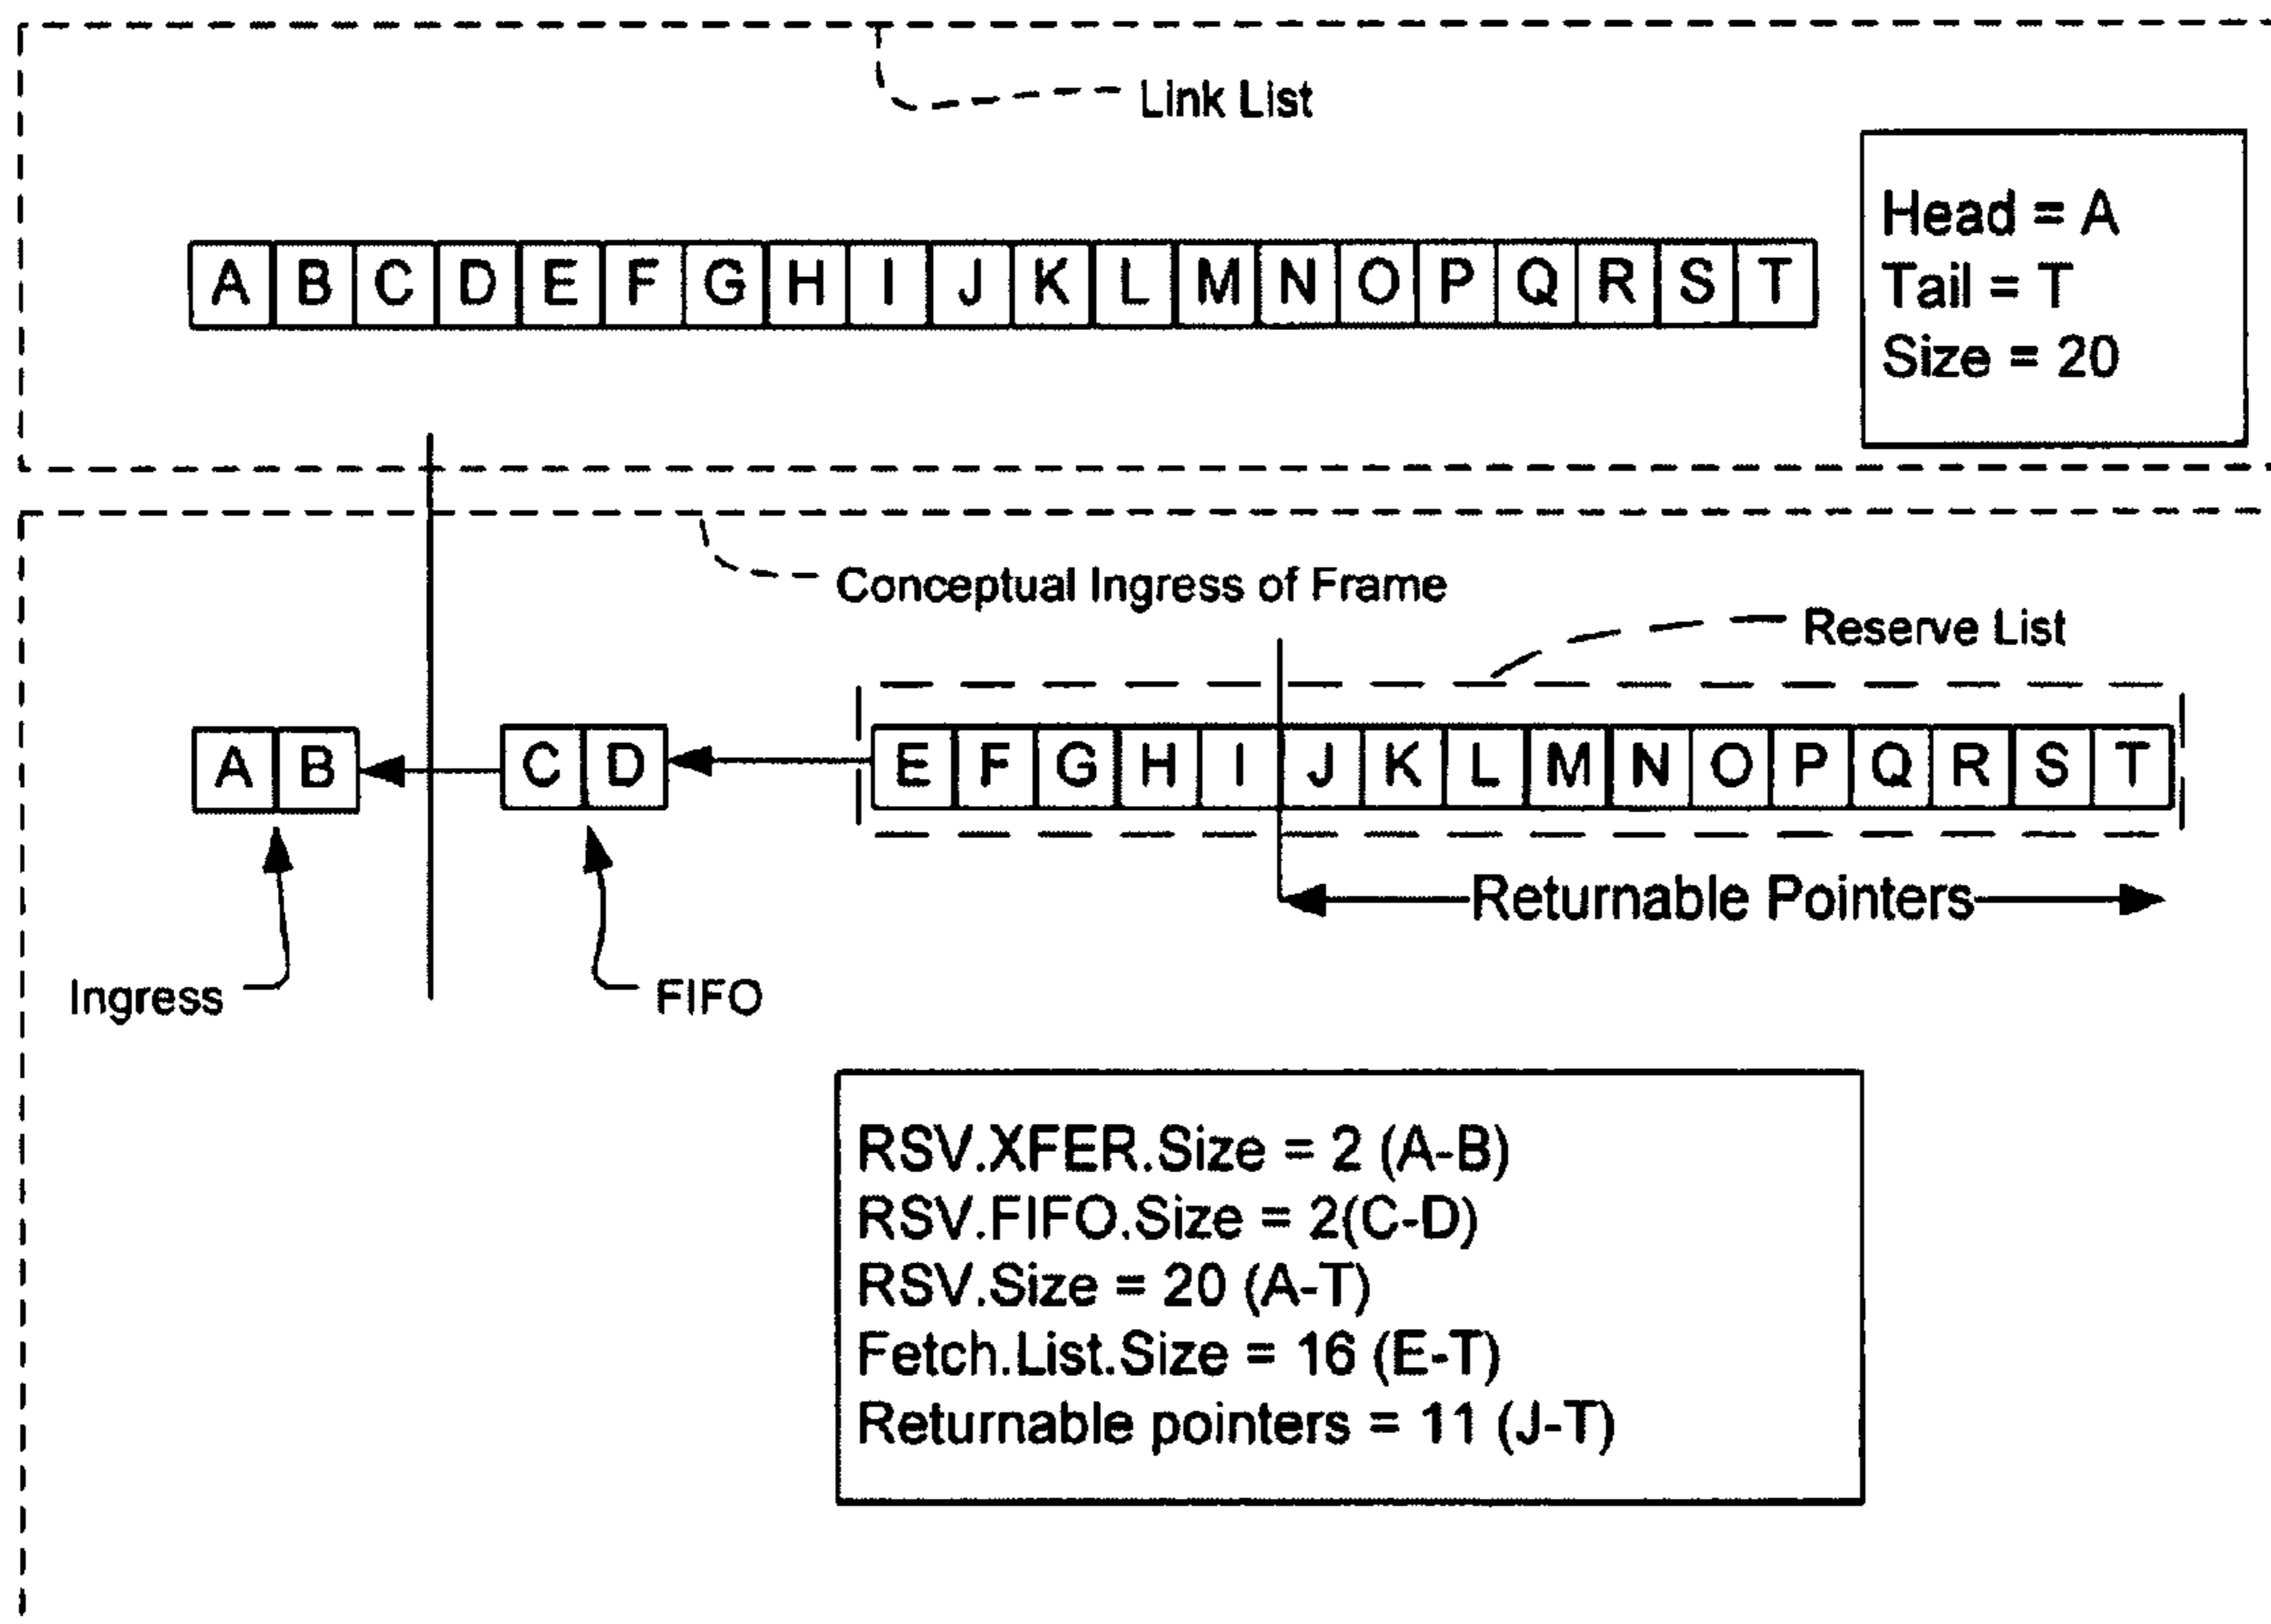 Link List
Head = A
Tail = T
Size = 20
A B C D E F G H I J K L M N O P Q R S T
Conceptual Ingress of Frame
Reserve List
A B C D E F G H I J K L M N O P Q R S T
Returnable Pointers
Ingress FIFO
RSV.XFER.Size = 2 (A-B)
RSV.FIFO.Size = 2(C-D)
RSV.Size = 20 (A-T)
Fetch.List.Size = 16 (E-T)
Returnable pointers = 11 (J-T)